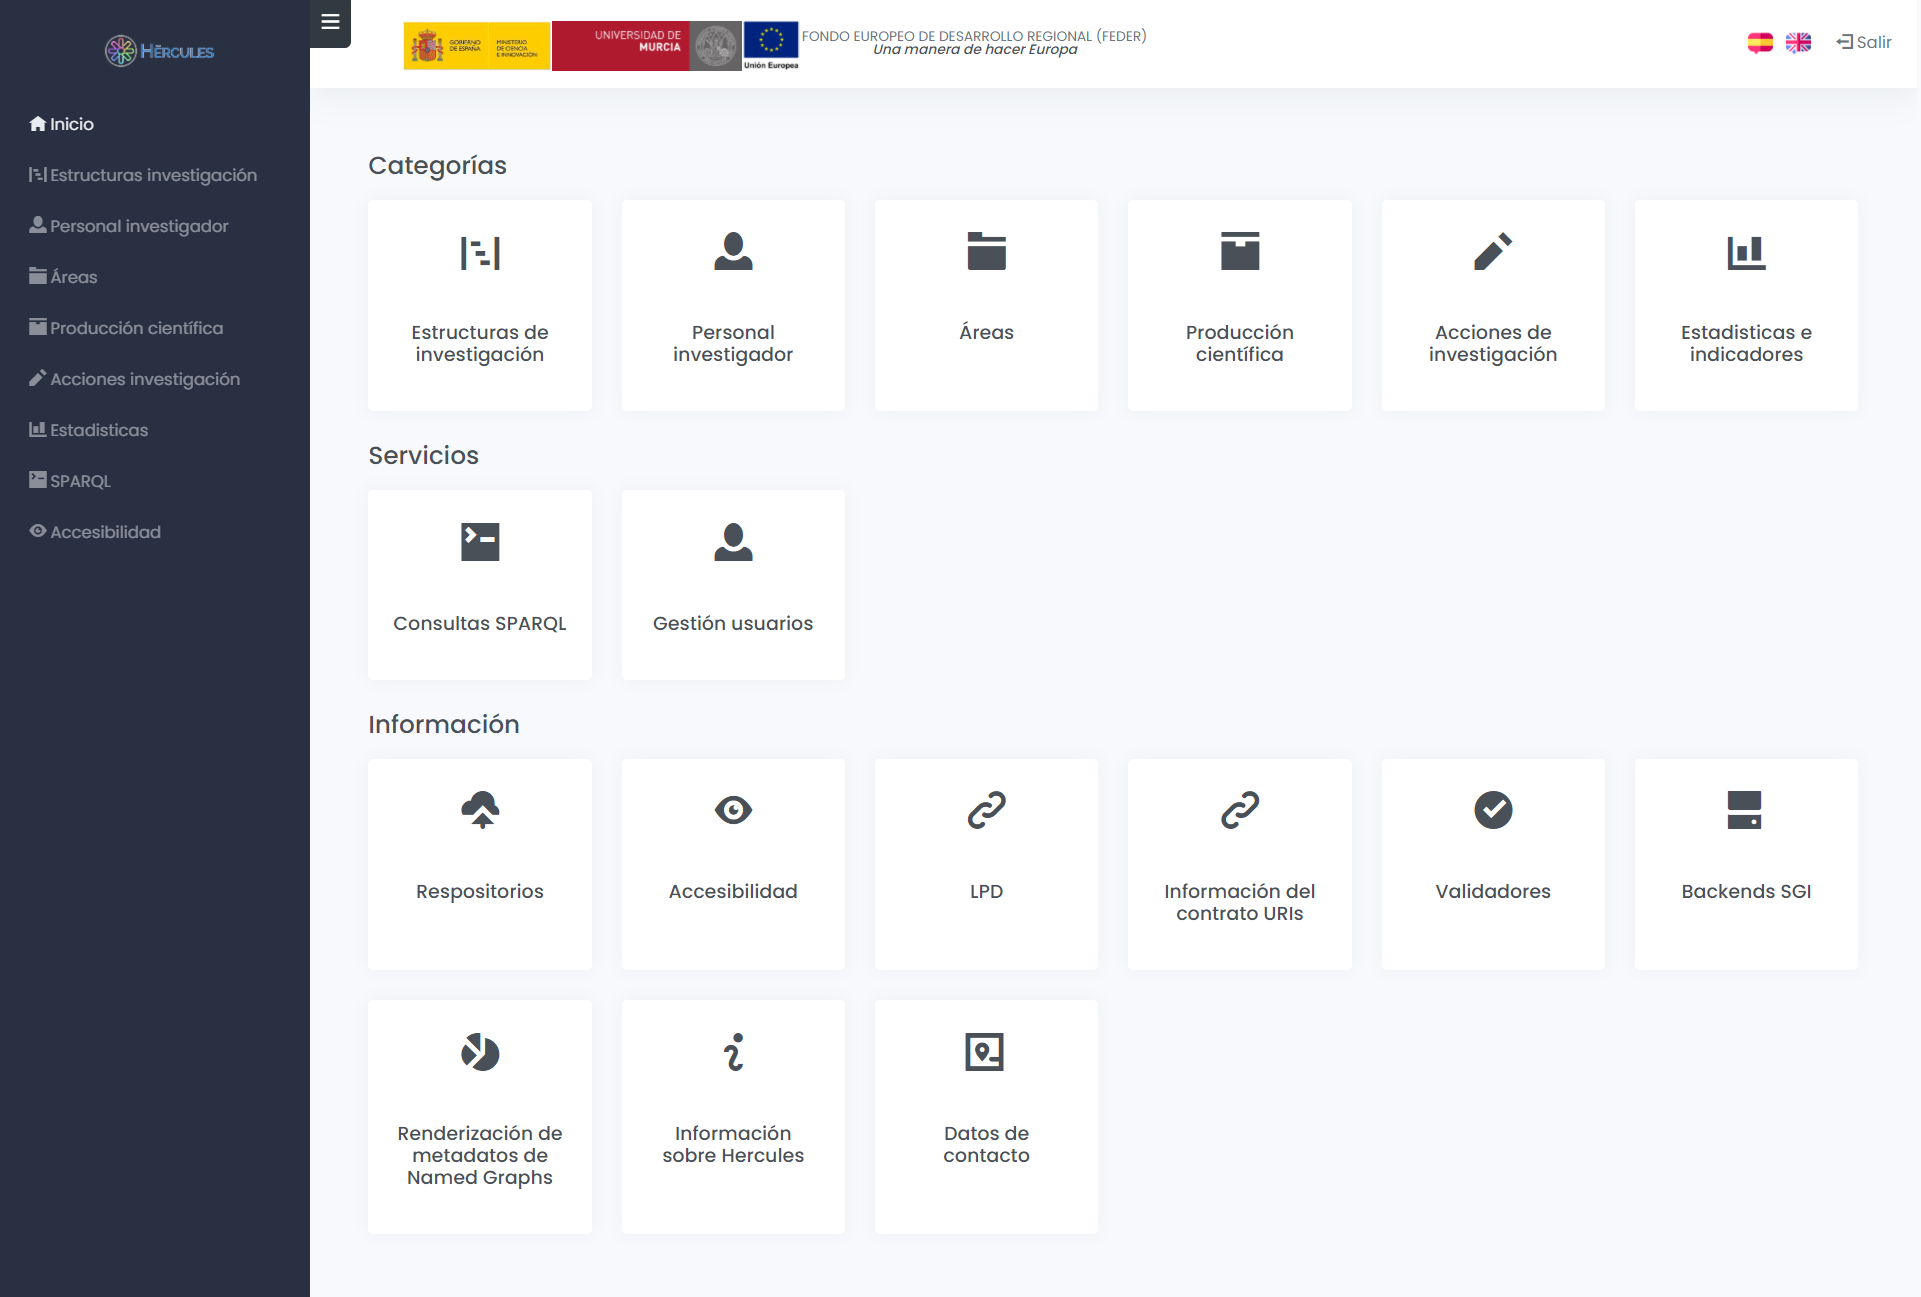 HÉRCULES
Inicio
Estructuras investigación
Personal investigador
Áreas
Producción científica
Acciones investigación
Estadisticas
SPARQL
Accesibilidad
GOBIERNO
DE ESPAÑA
MINISTERIO
DE CIENCIA
E INNOVACIÓN
UNIVERSIDAD DE
MURCIA
Unión Europea
FONDO EUROPEO DE DESARROLLO REGIONAL (FEDER)
Una manera de hacer Europa
Salir
Categorías
Estructuras de
investigación
Personal
investigador
Áreas
Producción
científica
Acciones de
investigación
Estadisticas e
indicadores
Servicios
Consultas SPARQL
Gestión usuarios
Información
Respositorios
Accesibilidad
LPD
Información del
contrato URIs
Validadores
Backends SGI
Renderización de
metadatos de
Named Graphs
Información
sobre Hercules
Datos de
contacto